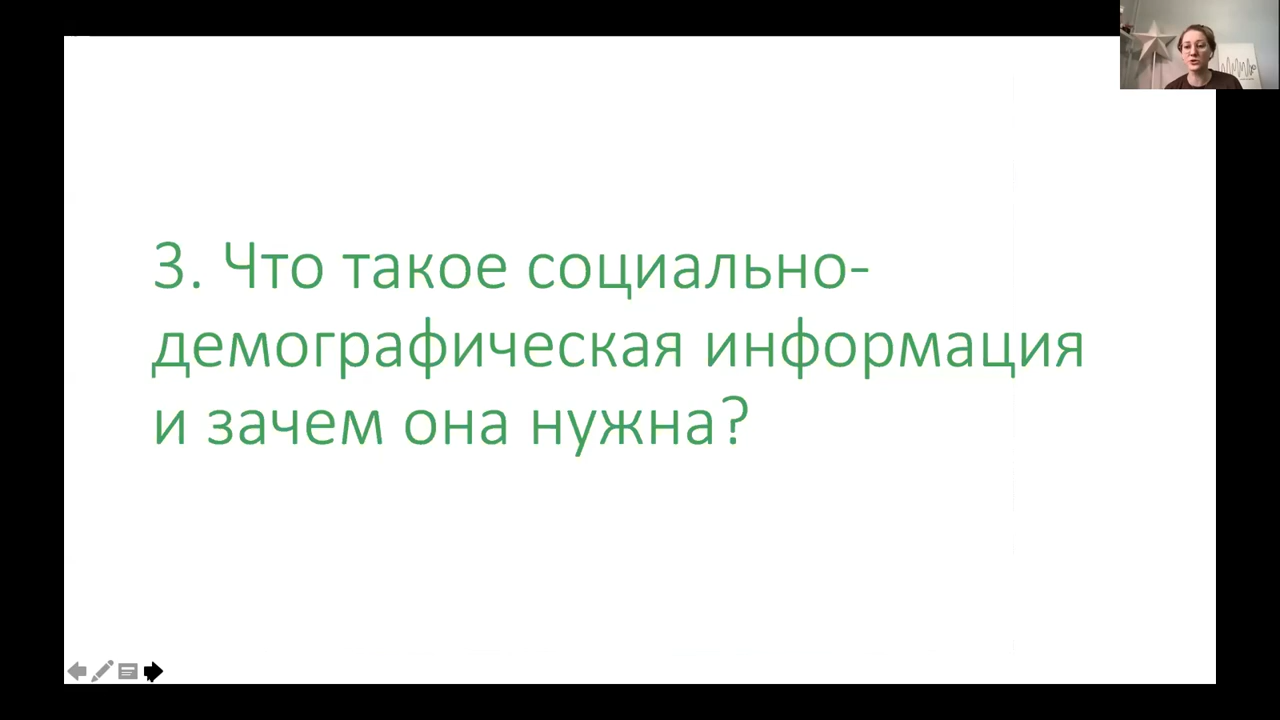 3. Что такое социально-
демографическая информация
и зачем она нужна?